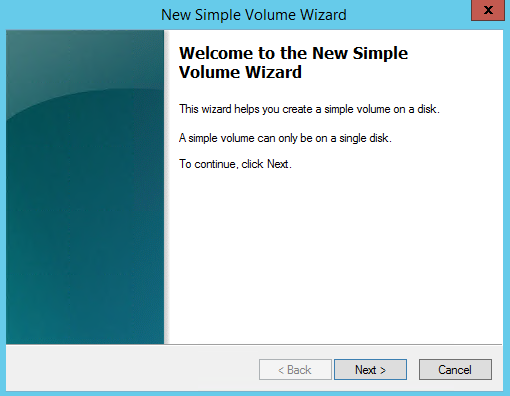 New Simple Volume Wizard
x
Welcome to the New Simple
Volume Wizard
This wizard helps you create a simple volume on a disk.
A simple volume can only be on a single disk.
To continue, click Next.
< Back
Next >
Cancel